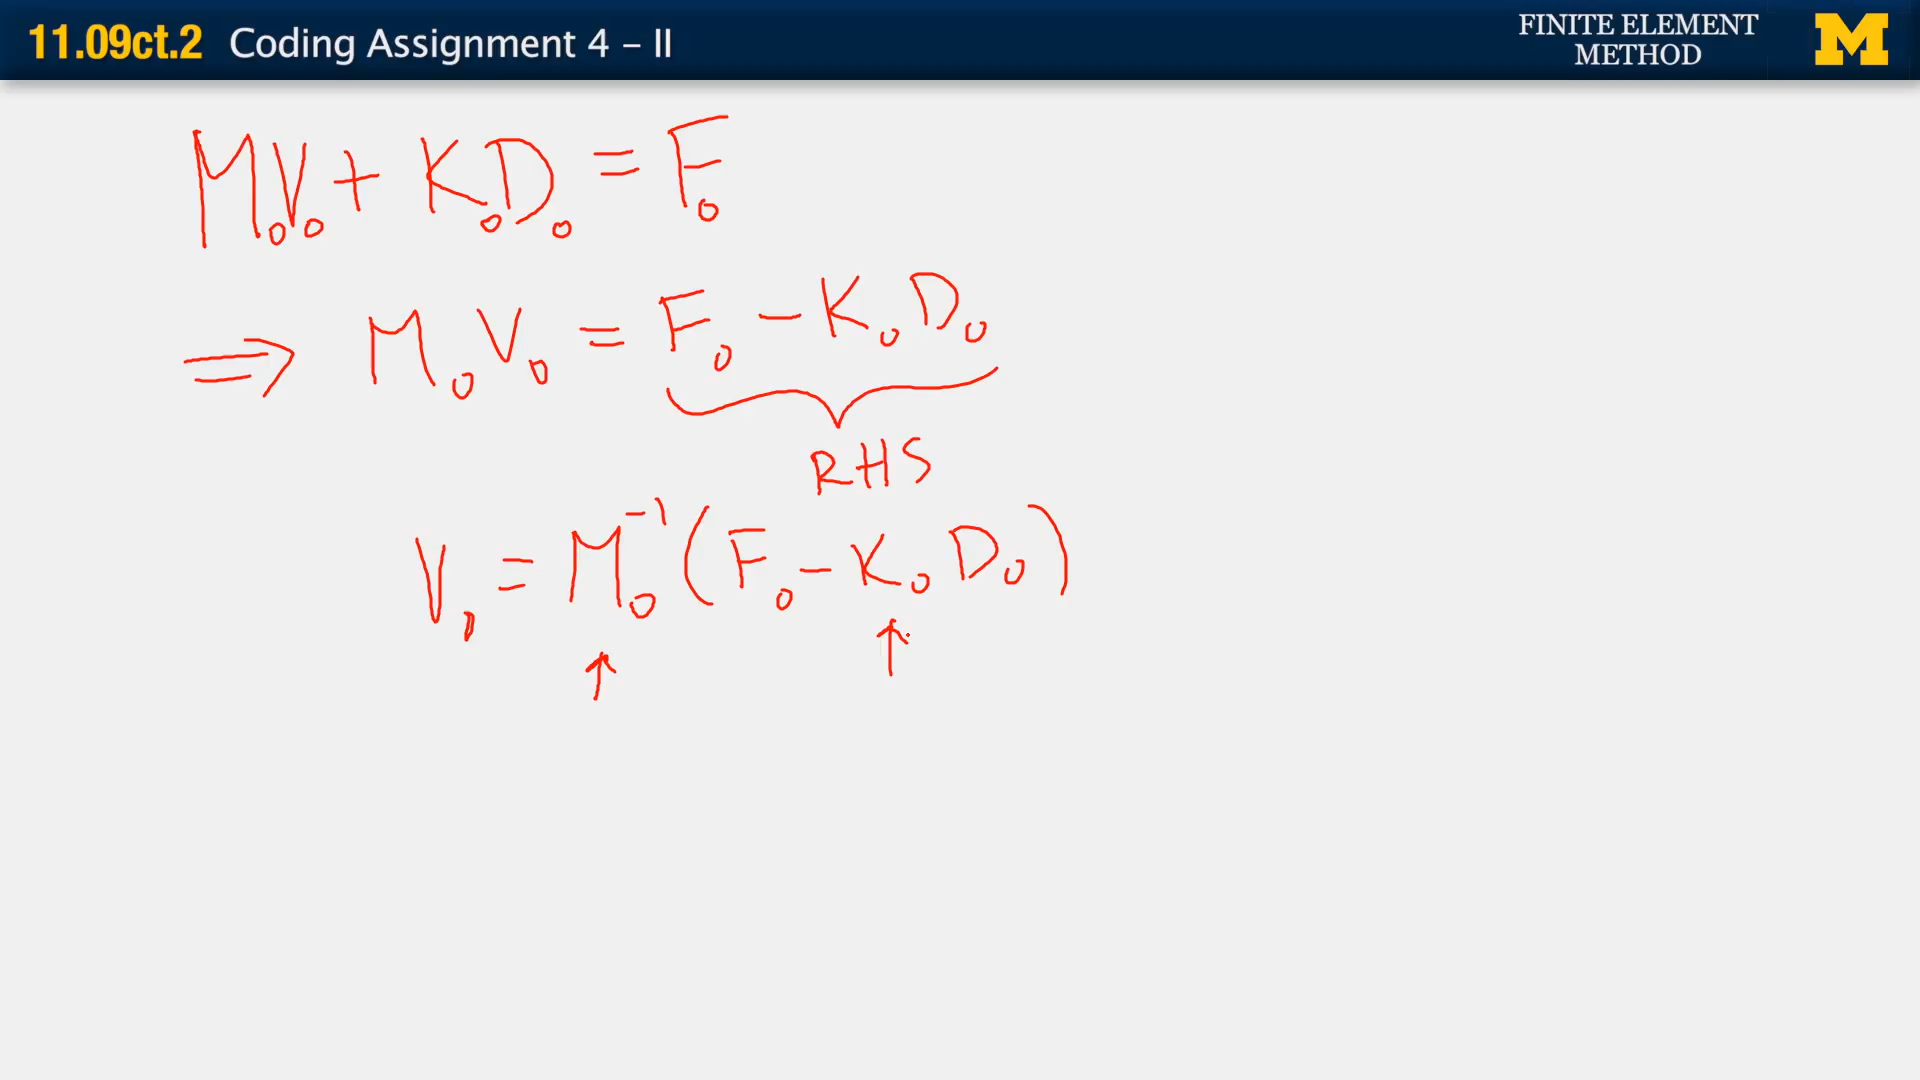 11.09ct.2 Coding Assignment 4 – II
FINITE ELEMENT
METHOD
M
M₀V₀ + K₀D₀ = F₀
⇒ M₀V₀ = F₀ − K₀D₀
RHS
V₀ = M₀⁻¹(F₀ − K₀D₀)